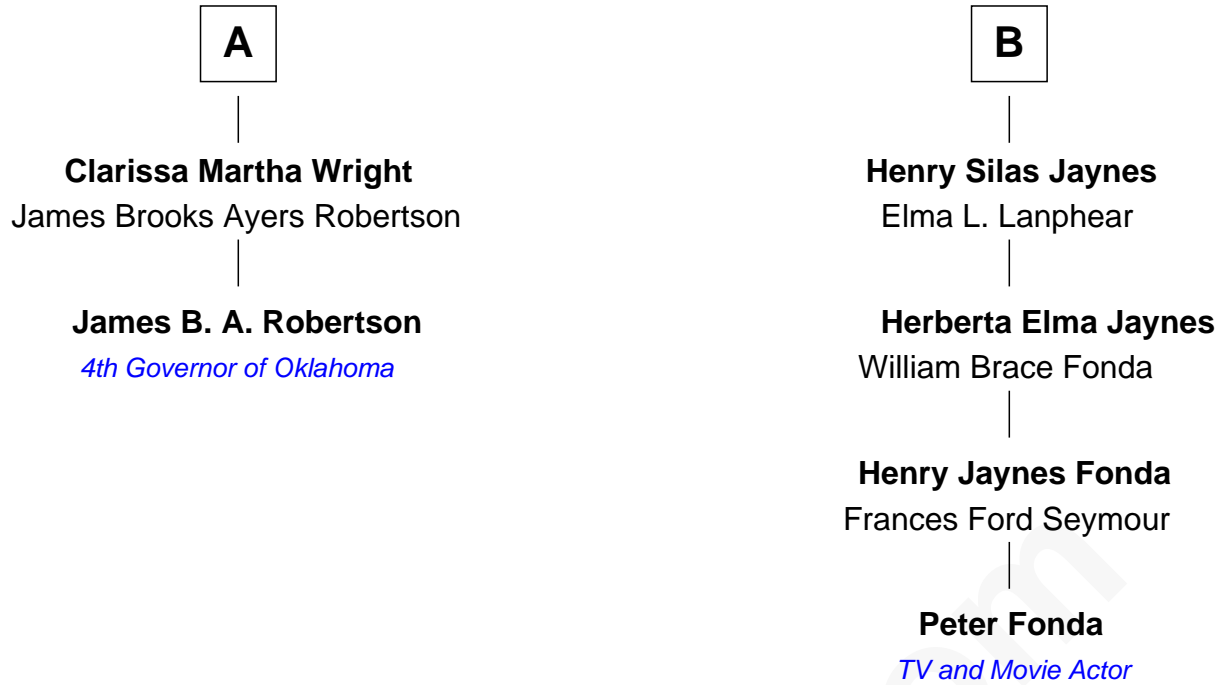 A
Clarissa Martha Wright
James Brooks Ayers Robertson
James B. A. Robertson
4th Governor of Oklahoma
B
Henry Silas Jaynes
Elma L. Lanphear
Herberta Elma Jaynes
William Brace Fonda
Henry Jaynes Fonda
Frances Ford Seymour
Peter Fonda
TV and Movie Actor